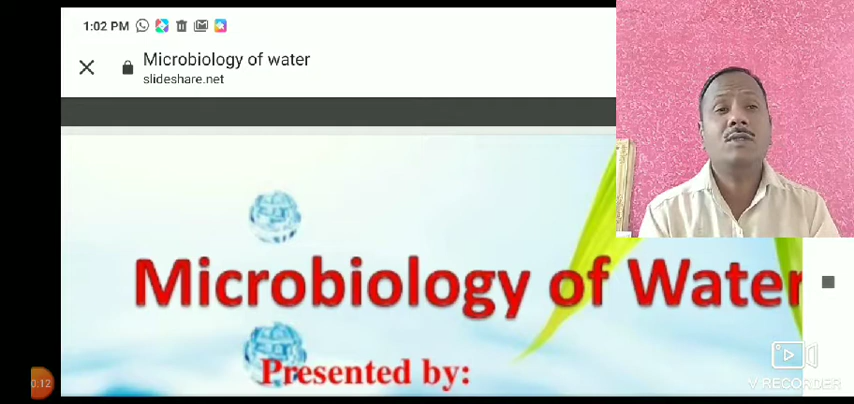 1:02 PM
Microbiology of water
slideshare.net
Microbiology of Water
Presented by:
0:12
V RECORDER